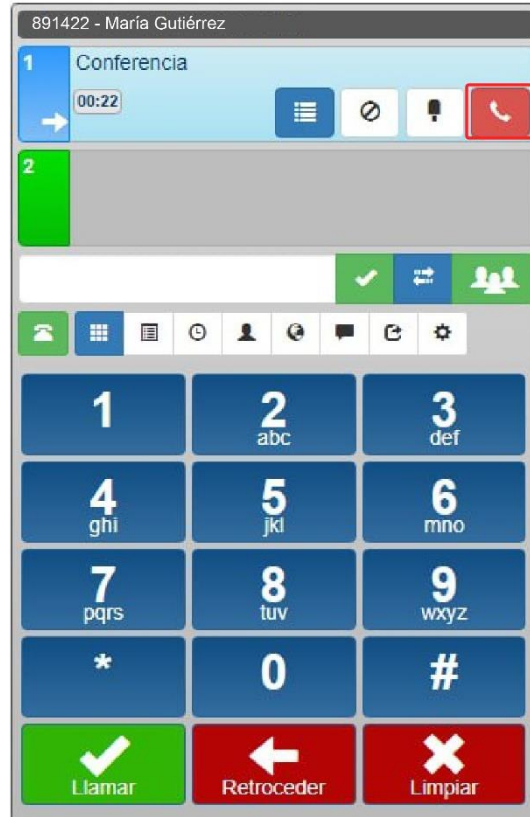 891422 - María Gutiérrez
1 Conferencia
00:22
2
1 2 3
abc def
4 5 6
ghi jkl mno
7 8 9
pqrs tuv wxyz
* 0 #
Llamar Retroceder Limpiar